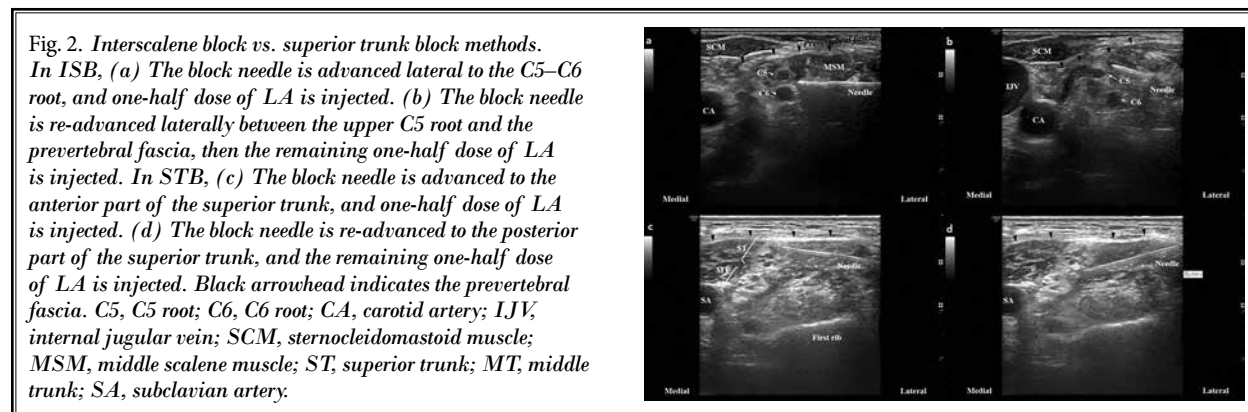 Fig. 2. Interscalene block vs. superior trunk block methods.
In ISB, (a) The block needle is advanced lateral to the C5–C6
root, and one-half dose of LA is injected. (b) The block needle
is re-advanced laterally between the upper C5 root and the
prevertebral fascia, then the remaining one-half dose of LA
is injected. In STB, (c) The block needle is advanced to the
anterior part of the superior trunk, and one-half dose of LA
is injected. (d) The block needle is re-advanced to the posterior
part of the superior trunk, and the remaining one-half dose
of LA is injected. Black arrowhead indicates the prevertebral
fascia. C5, C5 root; C6, C6 root; CA, carotid artery; IJV,
internal jugular vein; SCM, sternocleidomastoid muscle;
MSM, middle scalene muscle; ST, superior trunk; MT, middle
trunk; SA, subclavian artery.
a
SCM
MSM
C5
C6
Needle
CA
Medial
Lateral
b
SCM
IJV
C5
Needle
C6
CA
Medial
Lateral
c
ST
MT
Needle
SA
First rib
Medial
Lateral
d
Needle
SA
Medial
Lateral